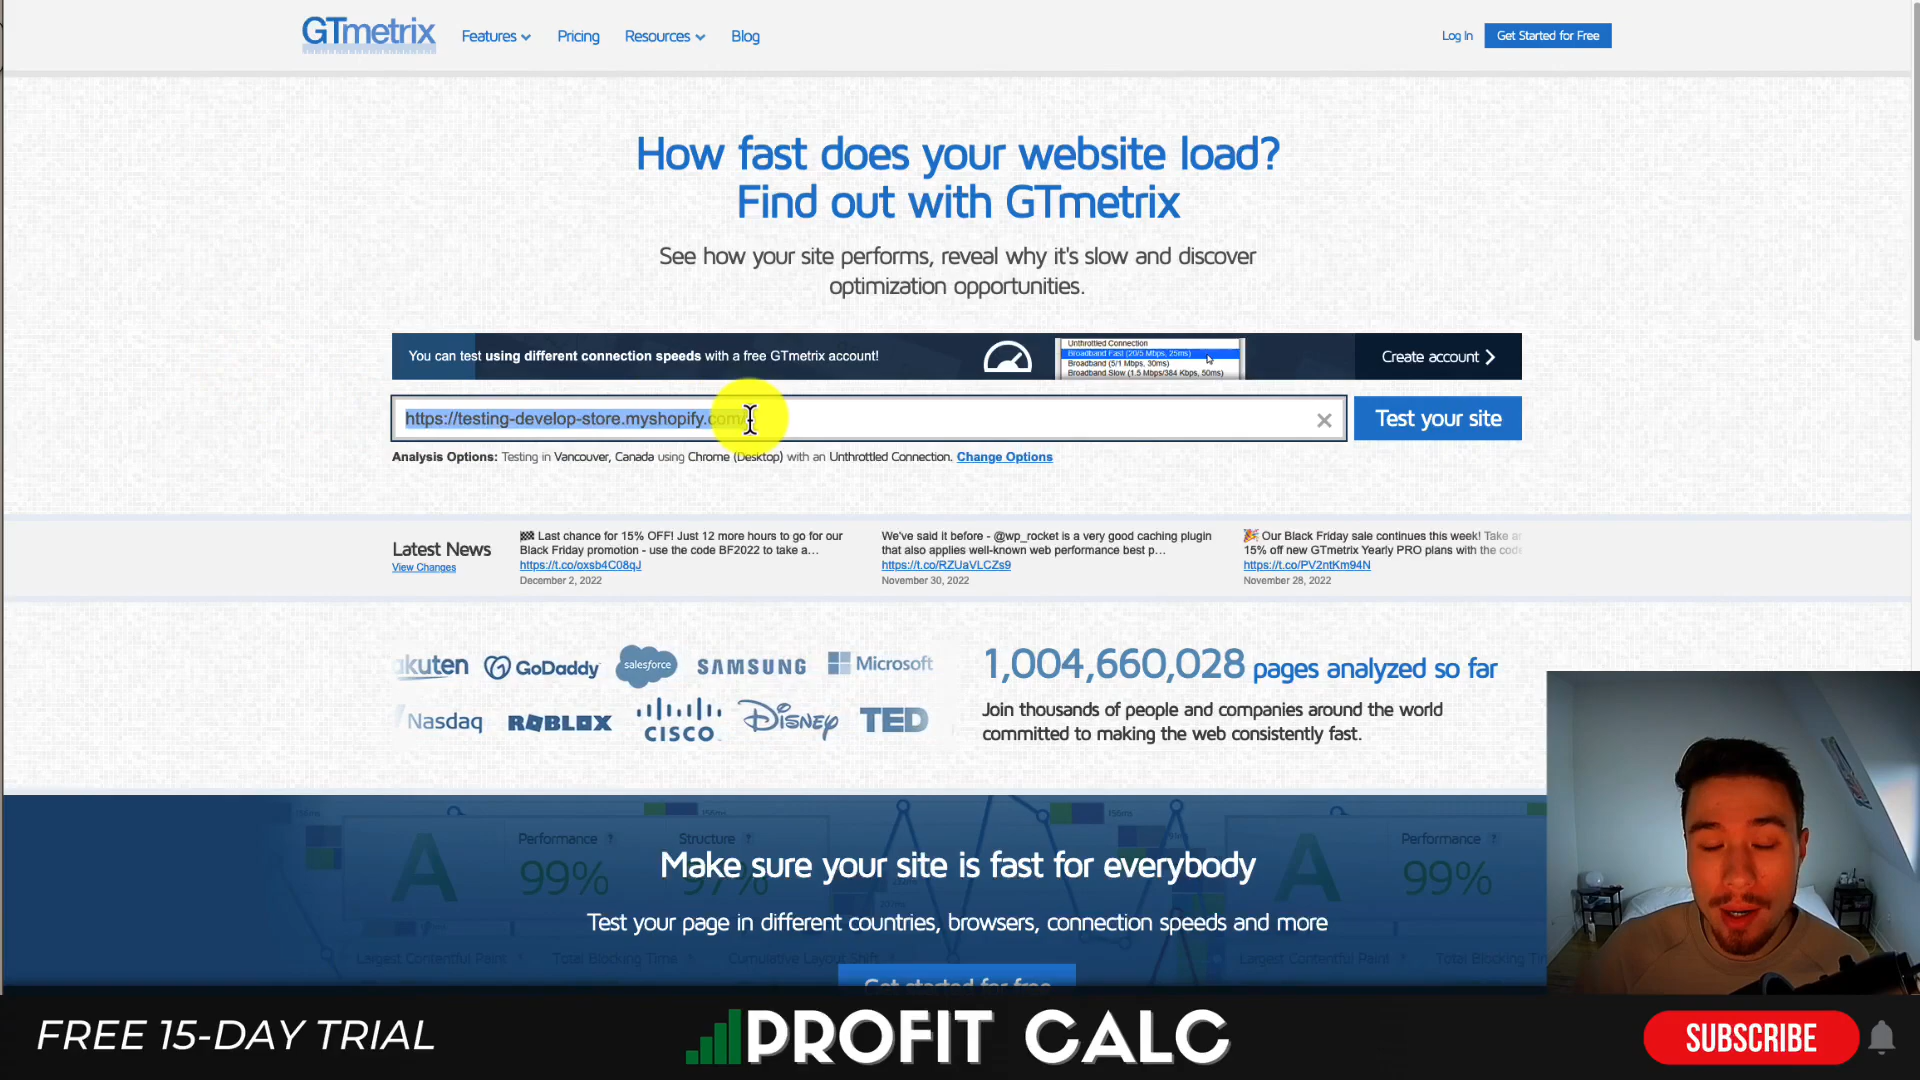 GTmetrix Features Pricing Resources Blog Log In Get Started for Free
How fast does your website load?
Find out with GTmetrix
See how your site performs, reveal why it's slow and discover
optimization opportunities.
You can test using different connection speeds with a free GTmetrix account!
Unthrottled Connection
Broadband Fast (20/5 Mbps, 25ms)
Broadband (5/1 Mbps, 30ms)
Broadband Slow (1.5 Mbps/384 Kbps, 50ms)
Create account
https://testing-develop-store.myshopify.com/
Test your site
Analysis Options: Testing in Vancouver, Canada using Chrome (Desktop) with an Unthrottled Connection. Change Options
Latest News
View Changes
Last chance for 15% OFF! Just 12 more hours to go for our
Black Friday promotion - use the code BF2022 to take a...
https://t.co/oxsb4C08qJ
December 2, 2022
We've said it before - @wp_rocket is a very good caching plugin
that also applies well-known web performance best p...
https://t.co/RZUaVLCZs9
November 30, 2022
Our Black Friday sale continues this week! Take an
15% off new GTmetrix Yearly PRO plans with the code
https://t.co/PV2ntKm94N
November 28, 2022
akuten GoDaddy salesforce SAMSUNG Microsoft
Nasdaq ROBLOX CISCO Disney TED
1,004,660,028 pages analyzed so far
Join thousands of people and companies around the world
committed to making the web consistently fast.
A Performance ? 99% Structure ? 97%
A Performance ? 99%
Make sure your site is fast for everybody
Test your page in different countries, browsers, connection speeds and more
Largest Contentful Paint Total Blocking Time Cumulative Layout Shift Largest Contentful Paint
Get started for free
FREE 15-DAY TRIAL
PROFIT CALC
SUBSCRIBE